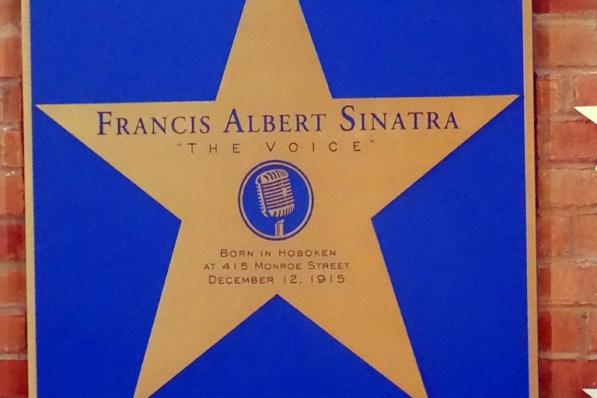 FRANCIS ALBERT SINATRA
"THE VOICE"
BORN IN HOBOKEN
AT 415 MONROE STREET
DECEMBER 12, 1915